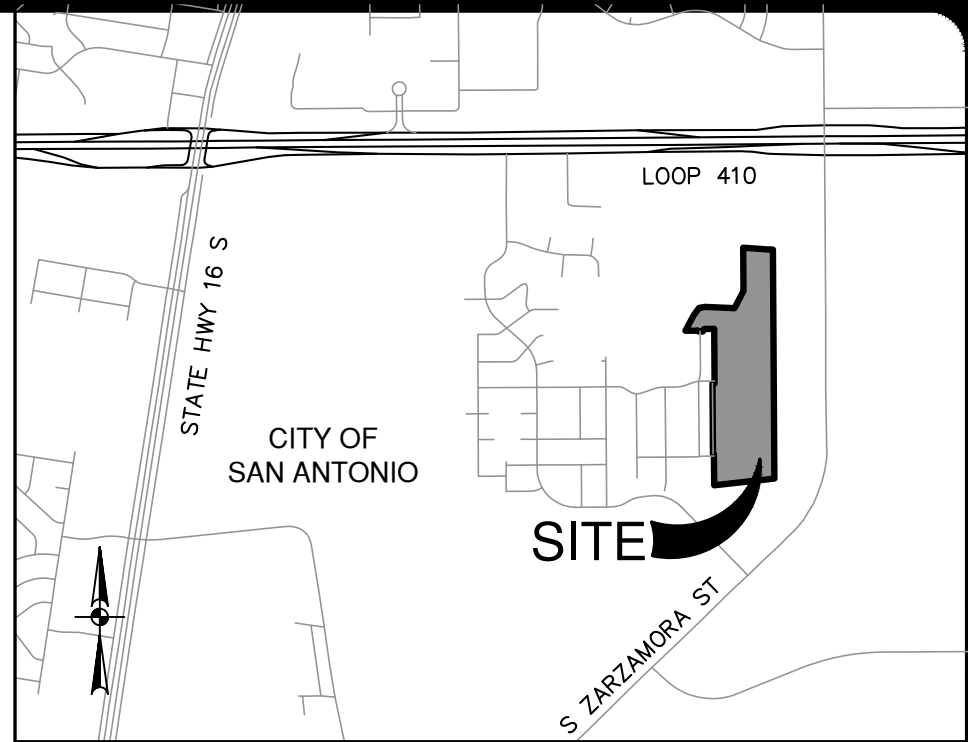 LOOP 410
STATE HWY 16 S
CITY OF
SAN ANTONIO
SITE
S ZARZAMORA ST